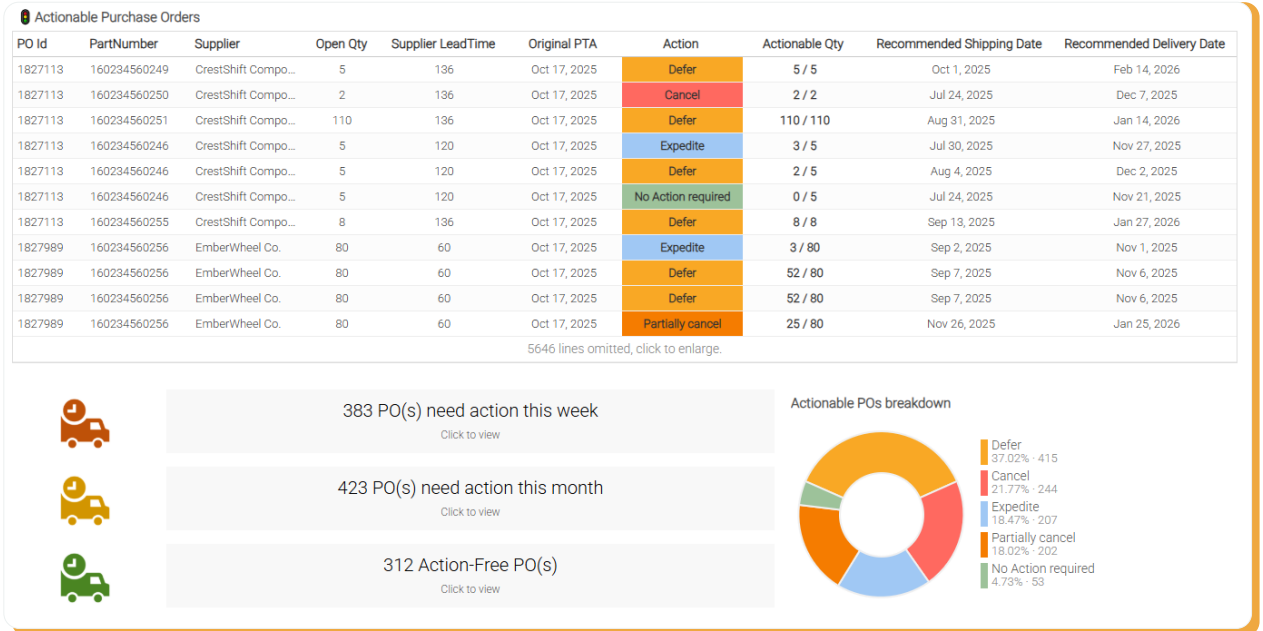 Actionable Purchase Orders
PO Id PartNumber Supplier Open Qty Supplier LeadTime Original PTA Action Actionable Qty Recommended Shipping Date Recommended Delivery Date
1827113 160234560249 CrestShift Compo... 5 136 Oct 17, 2025 Defer 5 / 5 Oct 1, 2025 Feb 14, 2026
1827113 160234560250 CrestShift Compo... 2 136 Oct 17, 2025 Cancel 2 / 2 Jul 24, 2025 Dec 7, 2025
1827113 160234560251 CrestShift Compo... 110 136 Oct 17, 2025 Defer 110 / 110 Aug 31, 2025 Jan 14, 2026
1827113 160234560246 CrestShift Compo... 5 120 Oct 17, 2025 Expedite 3 / 5 Jul 30, 2025 Nov 27, 2025
1827113 160234560246 CrestShift Compo... 5 120 Oct 17, 2025 Defer 2 / 5 Aug 4, 2025 Dec 2, 2025
1827113 160234560246 CrestShift Compo... 5 120 Oct 17, 2025 No Action required 0 / 5 Jul 24, 2025 Nov 21, 2025
1827113 160234560255 CrestShift Compo... 8 136 Oct 17, 2025 Defer 8 / 8 Sep 13, 2025 Jan 27, 2026
1827989 160234560256 EmberWheel Co. 80 60 Oct 17, 2025 Expedite 3 / 80 Sep 2, 2025 Nov 1, 2025
1827989 160234560256 EmberWheel Co. 80 60 Oct 17, 2025 Defer 52 / 80 Sep 7, 2025 Nov 6, 2025
1827989 160234560256 EmberWheel Co. 80 60 Oct 17, 2025 Defer 52 / 80 Sep 7, 2025 Nov 6, 2025
1827989 160234560256 EmberWheel Co. 80 60 Oct 17, 2025 Partially cancel 25 / 80 Nov 26, 2025 Jan 25, 2026
5646 lines omitted, click to enlarge.
383 PO(s) need action this week
Click to view
423 PO(s) need action this month
Click to view
312 Action-Free PO(s)
Click to view
Actionable POs breakdown
Defer
37.02% · 415
Cancel
21.77% · 244
Expedite
18.47% · 207
Partially cancel
18.02% · 202
No Action required
4.73% · 53